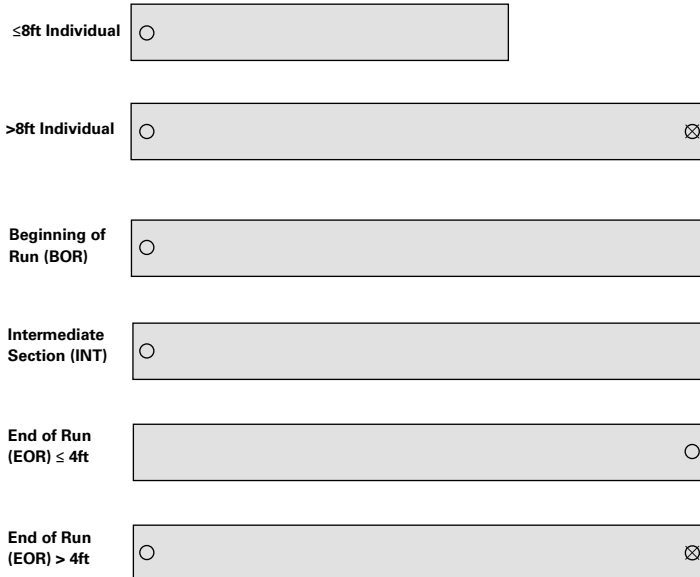 ≤8ft Individual
>8ft Individual
Beginning of
Run (BOR)
Intermediate
Section (INT)
End of Run
(EOR) ≤ 4ft
End of Run
(EOR) > 4ft